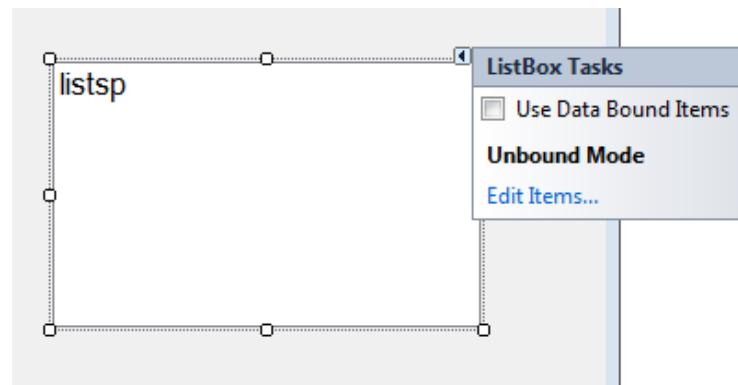 listsp
ListBox Tasks
Use Data Bound Items
Unbound Mode
Edit Items...